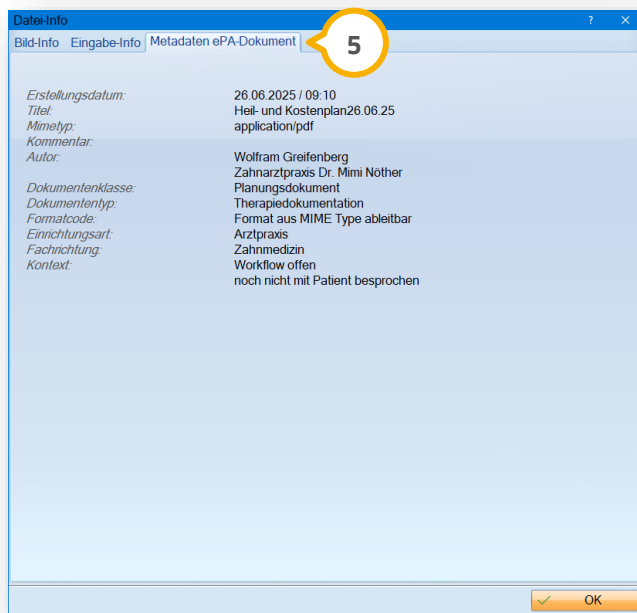 Datei-Info ? ×
Bild-Info Eingabe-Info Metadaten ePA-Dokument 5
Erstellungsdatum: 26.06.2025 / 09:10
Titel: Heil- und Kostenplan26.06.25
Mimetyp: application/pdf
Kommentar:
Autor: Wolfram Greifenberg
Zahnarztpraxis Dr. Mimi Nöther
Dokumentenklasse: Planungsdokument
Dokumententyp: Therapiedokumentation
Formatcode: Format aus MIME Type ableitbar
Einrichtungsart: Arztpraxis
Fachrichtung: Zahnmedizin
Kontext: Workflow offen
noch nicht mit Patient besprochen
OK